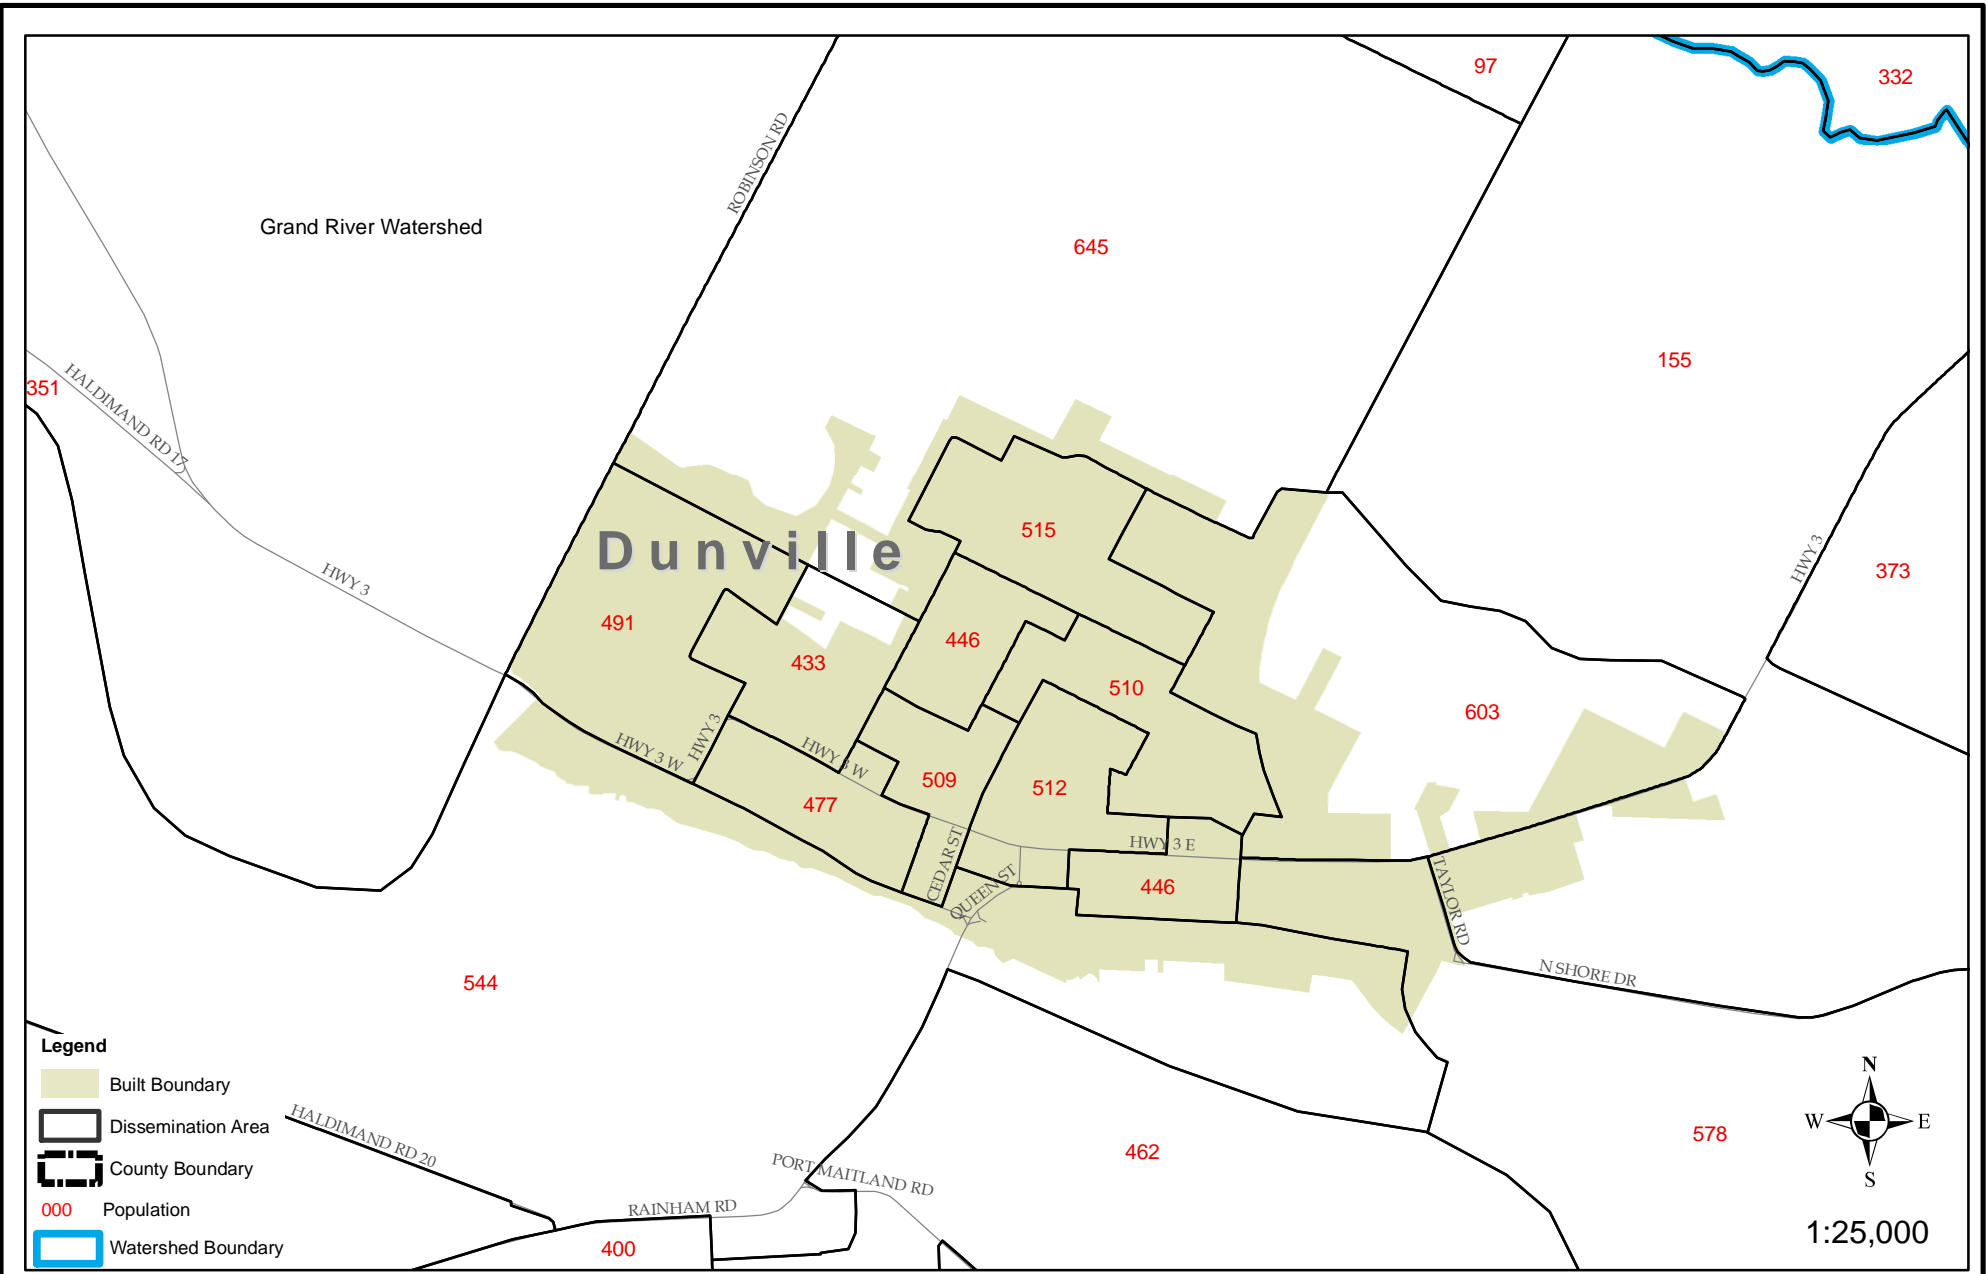 97
332
ROBINSON RD
Grand River Watershed
645
155
351
HALDIMAND RD 17
HWY 3
Dunville
515
HWY 3
373
491
446
433
510
603
HWY 3
HWY 3 W
HWY 3 W
509
512
477
HWY 3 E
CEDAR ST
QUEEN ST
446
TAYLOR RD
N SHORE DR
544
Legend
Built Boundary
Dissemination Area
County Boundary
000 Population
Watershed Boundary
HALDIMAND RD 20
RAINHAM RD
PORT MAITLAND RD
400
462
578
N
W E
S
1:25,000